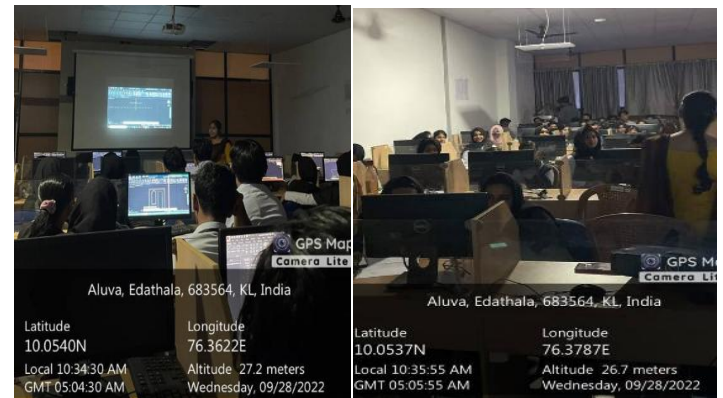 GPS Map
Camera Lite
Aluva, Edathala, 683564, KL, India
Latitude
10.0540N
Longitude
76.3622E
Local 10:34:30 AM
GMT 05:04:30 AM
Altitude 27.2 meters
Wednesday, 09/28/2022
GPS Ma
Camera Lit
Aluva, Edathala, 683564, KL, India
Latitude
10.0537N
Longitude
76.3787E
Local 10:35:55 AM
GMT 05:05:55 AM
Altitude 26.7 meters
Wednesday, 09/28/2022